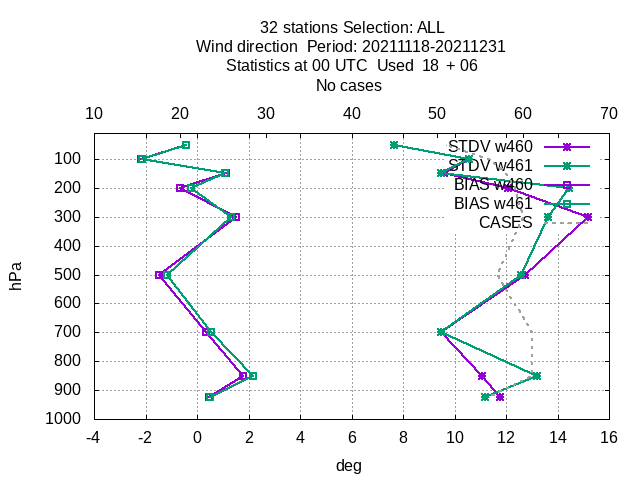 32 stations Selection: ALL
Wind direction  Period: 20211118-20211231
Statistics at 00 UTC  Used  18  + 06
No cases
10 20 30 40 50 60 70
STDV w460
STDV w461
BIAS w460
BIAS w461
CASES
hPa
100
200
300
400
500
600
700
800
900
1000
-4 -2 0 2 4 6 8 10 12 14 16
deg